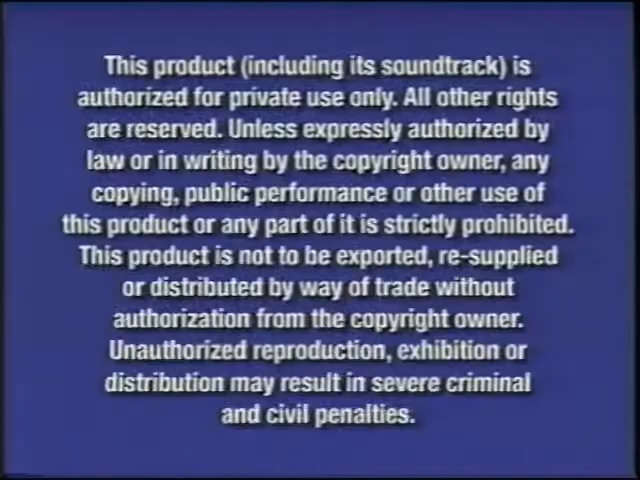 This product (including its soundtrack) is
authorized for private use only. All other rights
are reserved. Unless expressly authorized by
law or in writing by the copyright owner, any
copying, public performance or other use of
this product or any part of it is strictly prohibited.
This product is not to be exported, re-supplied
or distributed by way of trade without
authorization from the copyright owner.
Unauthorized reproduction, exhibition or
distribution may result in severe criminal
and civil penalties.